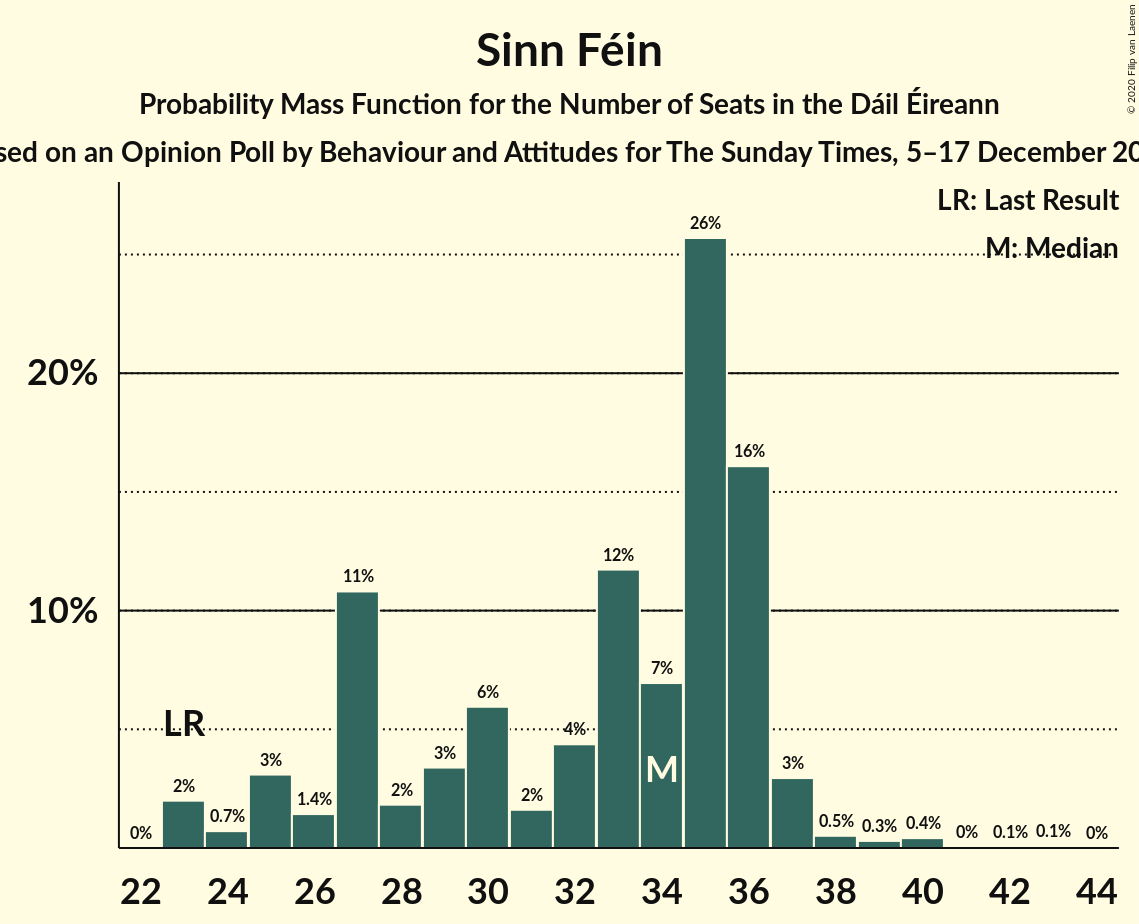 © 2020 Filip van Laenen
Sinn Féin
Probability Mass Function for the Number of Seats in the Dáil Éireann
sed on an Opinion Poll by Behaviour and Attitudes for The Sunday Times, 5–17 December 20
LR: Last Result
M: Median
26%
20%
16%
12%
11%
10%
7%
6%
LR
4%
M
3%
3%
3%
2%
2%
2%
1.4%
0.7%
0.5%
0.3%
0.4%
0%
0%
0.1%
0.1%
0%
22 24 26 28 30 32 34 36 38 40 42 44